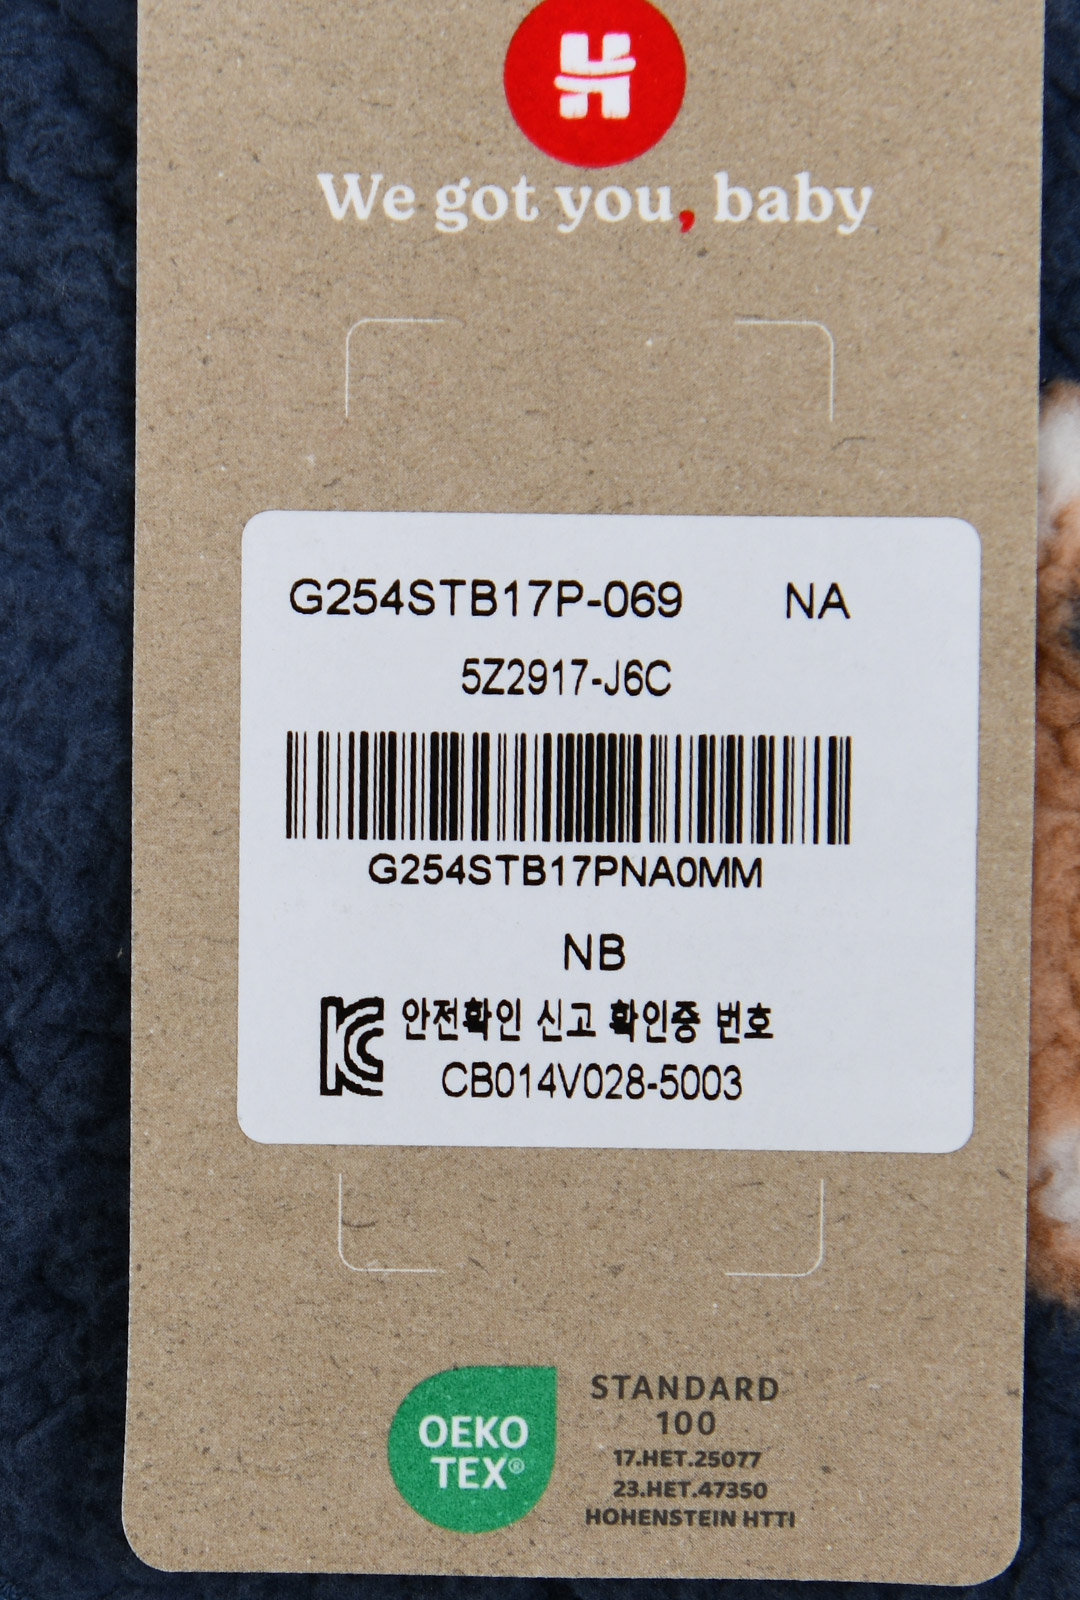 H
We got you, baby
G254STB17P-069 NA
5Z2917-J6C
G254STB17PNA0MM
NB
안전확인 신고 확인증 번호
CB014V028-5003
OEKO
TEX®
STANDARD
100
17.HET.25077
23.HET.47350
HOHENSTEIN HTTI